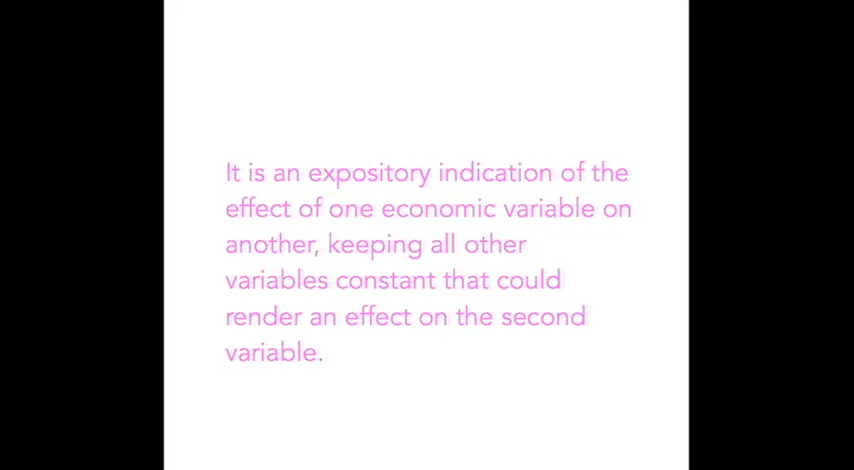 It is an expository indication of the
effect of one economic variable on
another, keeping all other
variables constant that could
render an effect on the second
variable.